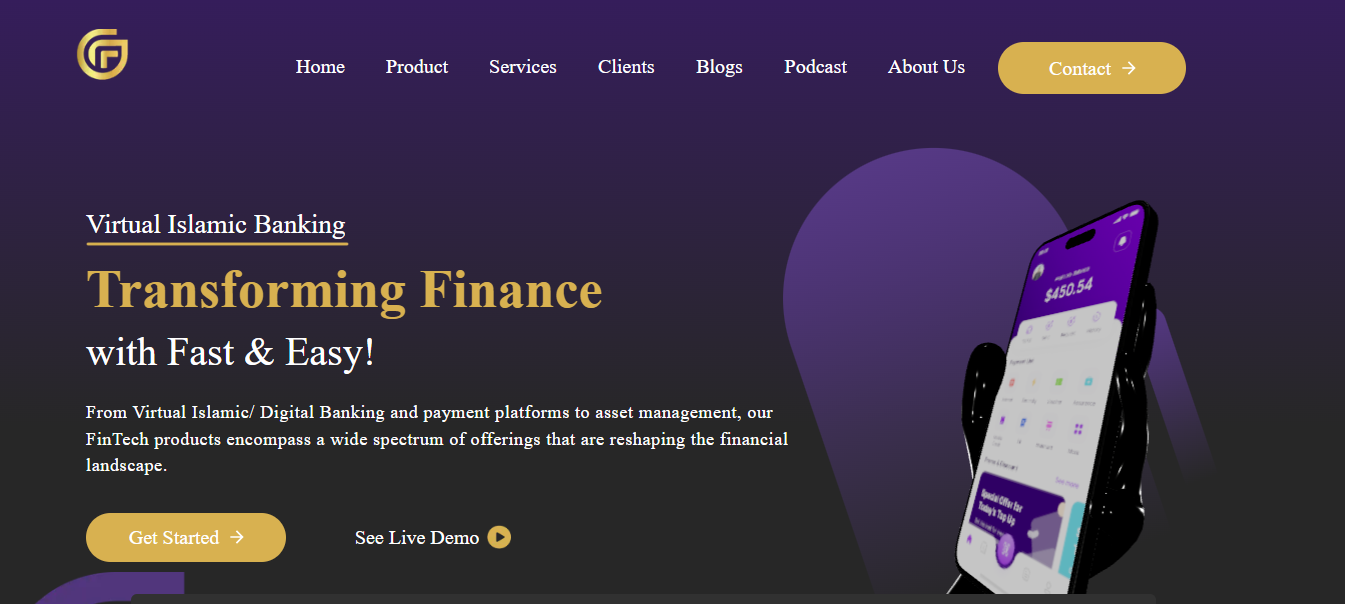 Home Product Services Clients Blogs Podcast About Us Contact
Virtual Islamic Banking
Transforming Finance
with Fast & Easy!
From Virtual Islamic/ Digital Banking and payment platforms to asset management, our
FinTech products encompass a wide spectrum of offerings that are reshaping the financial
landscape.
Get Started See Live Demo
$450.54
See more
Special Offer for
Today's Top Up